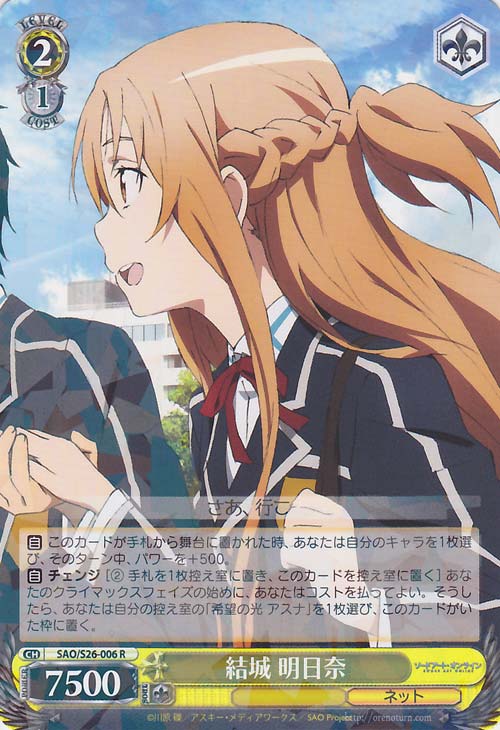 LEVEL
2
1
COST
さあ、行こ
自 このカードが手札から舞台に置かれた時、あなたは自分のキャラを1枚選
び、そのターン中、パワーを+500。
自 チェンジ [② 手札を1枚控え室に置き、このカードを控え室に置く] あな
たのクライマックスフェイズの始めに、あなたはコストを払ってよい。そうし
たら、あなたは自分の控え室の「希望の光 アスナ」を1枚選び、このカードがい
た枠に置く。
CH SAO/S26-006 R
POWER
7500
SOUL
結城 明日奈
ソードアート・オンライン
SWORD ART ONLINE
ネット
©川原 礫/アスキー・メディアワークス/SAO Project
http://orenoturn.com